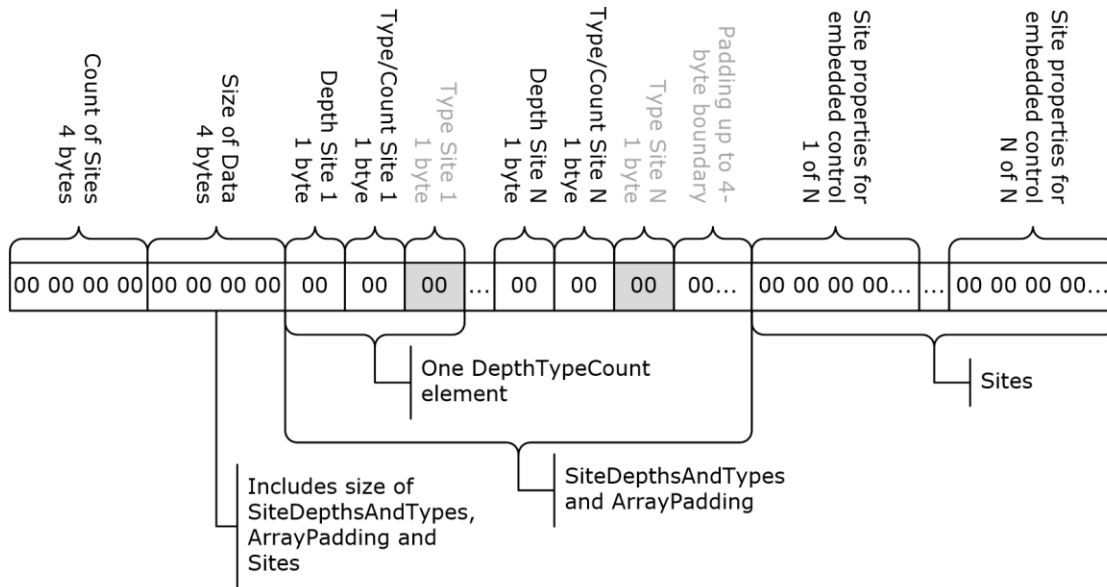 Count of Sites
4 bytes
Size of Data
4 bytes
Depth Site 1
1 byte
Type/Count Site 1
1 btye
Type Site 1
1 byte
Depth Site N
1 byte
Type/Count Site N
1 btye
Type Site N
1 byte
Padding up to 4-
byte boundary
Site properties for
embedded control
1 of N
Site properties for
embedded control
N of N
00 00 00 00 00 00 00 00 00 00 00 ... 00 00 00 00... 00 00 00 00... ... 00 00 00 00...
One DepthTypeCount
element
Sites
SiteDepthsAndTypes
and ArrayPadding
Includes size of
SiteDepthsAndTypes,
ArrayPadding and
Sites